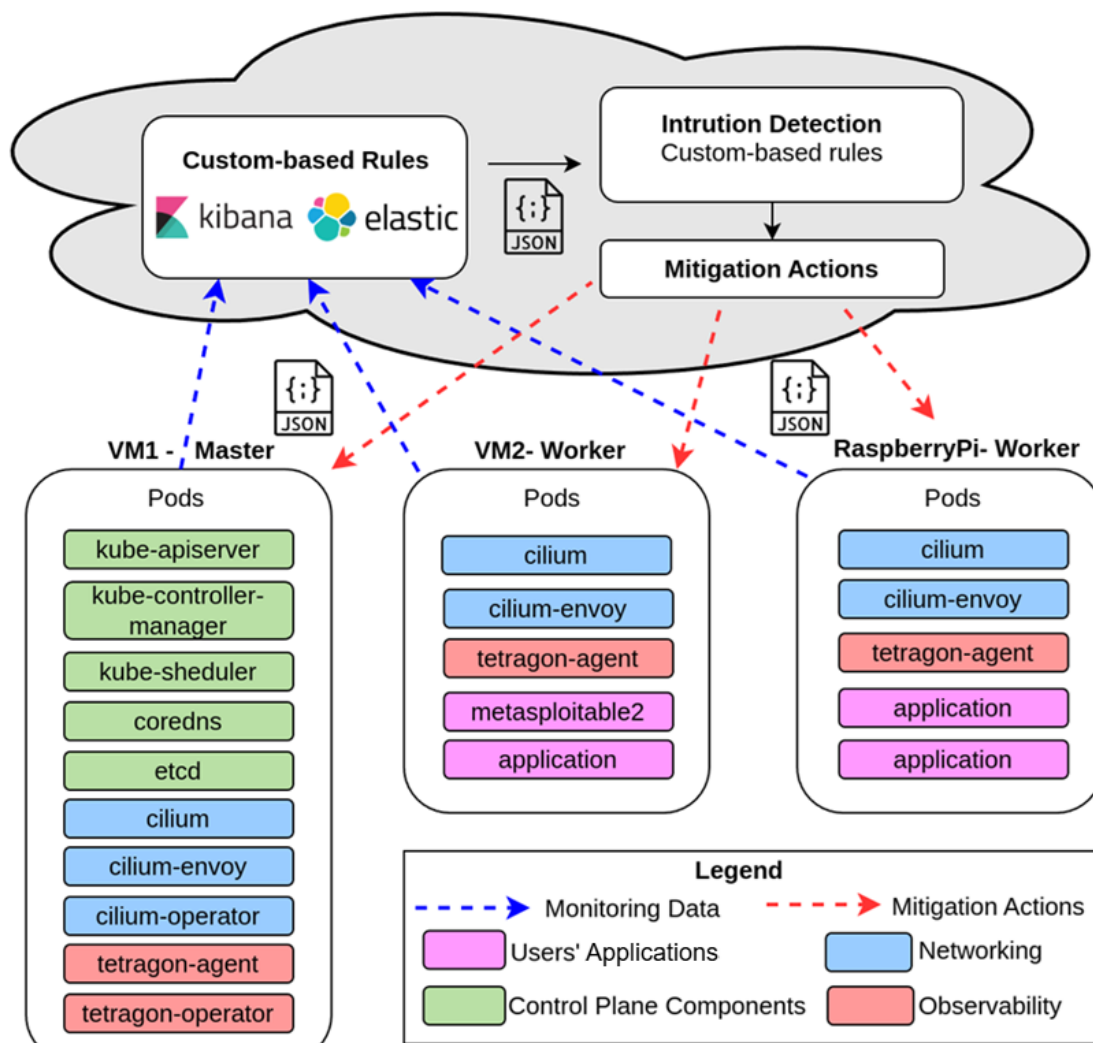 Custom-based Rules
kibana
elastic
{;}
JSON
Intrution Detection
Custom-based rules
Mitigation Actions
{;}
JSON
{;}
JSON
VM1 - Master
Pods
kube-apiserver
kube-controller-
manager
kube-sheduler
coredns
etcd
cilium
cilium-envoy
cilium-operator
tetragon-agent
tetragon-operator
VM2- Worker
Pods
cilium
cilium-envoy
tetragon-agent
metasploitable2
application
RaspberryPi- Worker
Pods
cilium
cilium-envoy
tetragon-agent
application
application
Legend
Monitoring Data
Mitigation Actions
Users' Applications
Networking
Control Plane Components
Observability